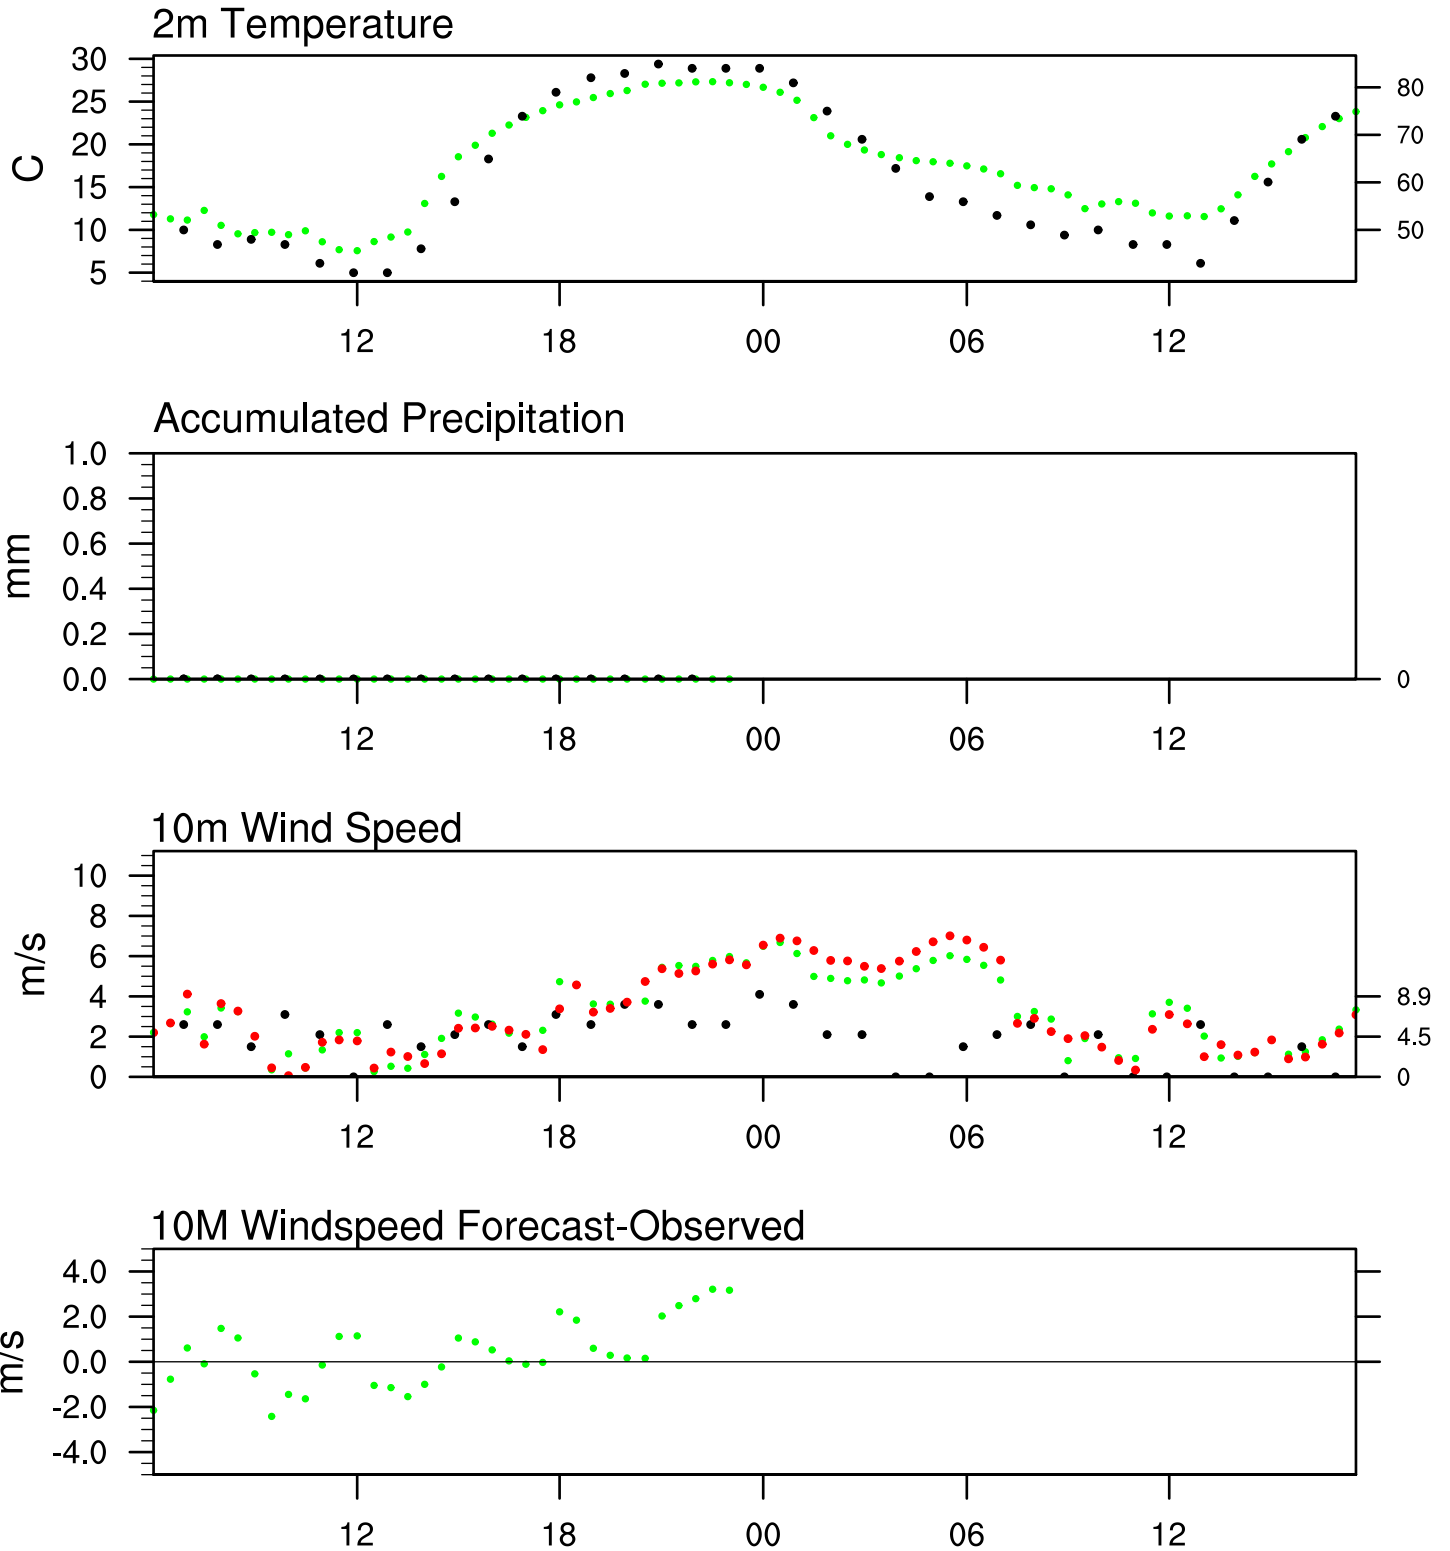 2m Temperature
30
25
20
15
10
5
C
80
70
60
50
12 18 00 06 12
Accumulated Precipitation
1.0
0.8
0.6
0.4
0.2
0.0
mm
0
12 18 00 06 12
10m Wind Speed
10
8
6
4
2
0
m/s
8.9
4.5
0
12 18 00 06 12
10M Windspeed Forecast-Observed
4.0
2.0
0.0
-2.0
-4.0
m/s
12 18 00 06 12